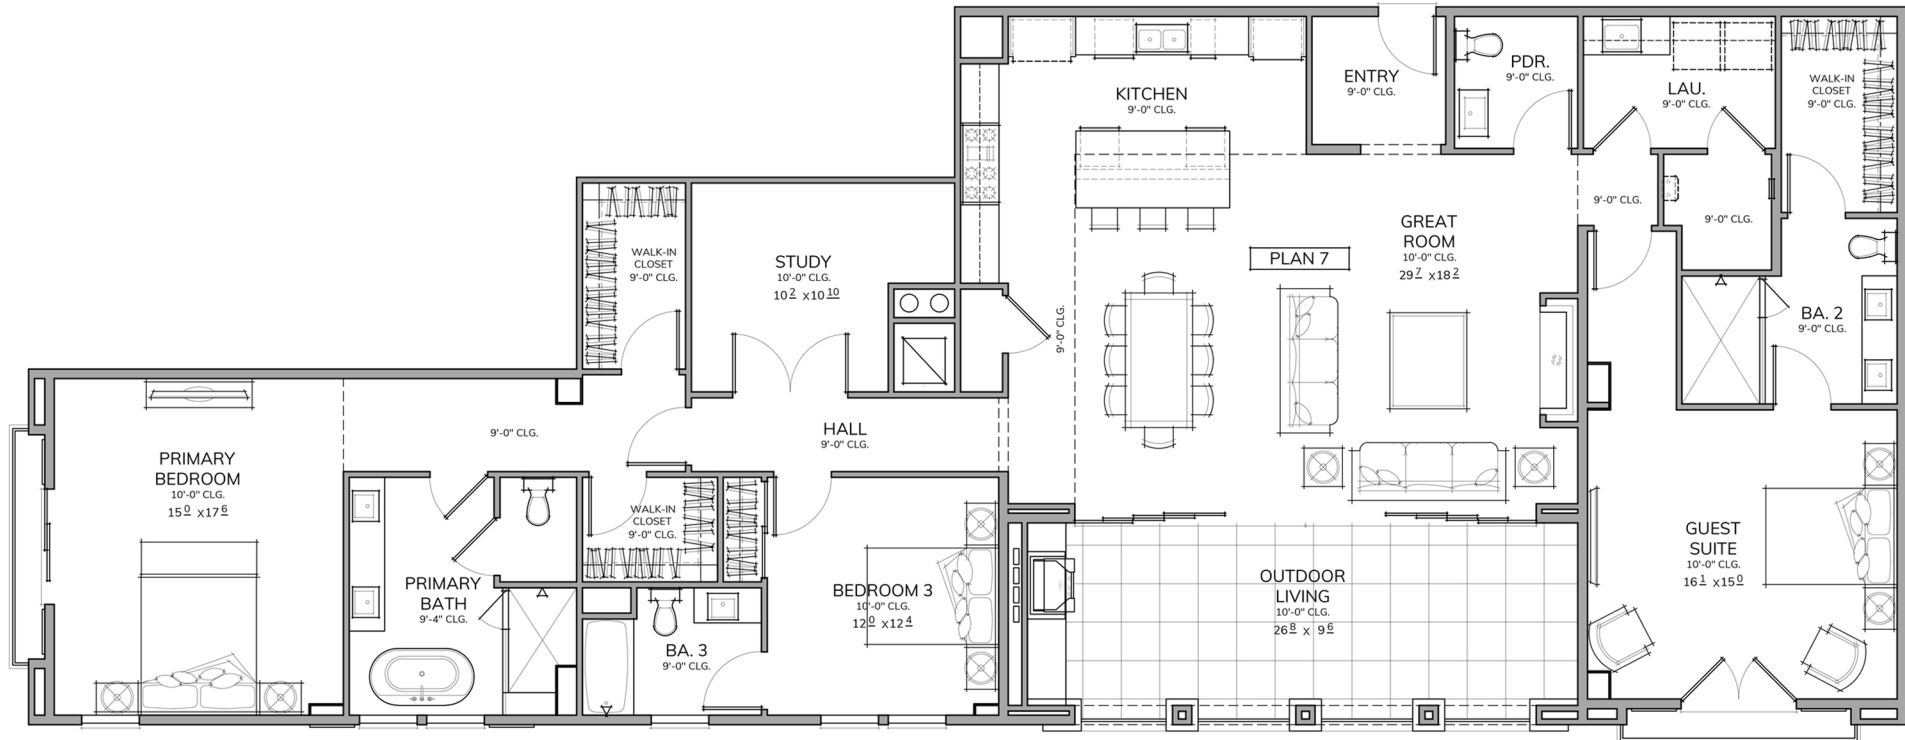 KITCHEN
9'-0" CLG.
ENTRY
9'-0" CLG.
PDR.
9'-0" CLG.
LAU.
9'-0" CLG.
WALK-IN
CLOSET
9'-0" CLG.
9'-0" CLG.
9'-0" CLG.
GREAT
ROOM
10'-0" CLG.
29 7 x18 2
PLAN 7
WALK-IN
CLOSET
9'-0" CLG.
STUDY
10'-0" CLG.
10 2 x10 10
9'-0" CLG.
BA. 2
9'-0" CLG.
PRIMARY
BEDROOM
10'-0" CLG.
15 0 x17 6
9'-0" CLG.
HALL
9'-0" CLG.
WALK-IN
CLOSET
9'-0" CLG.
PRIMARY
BATH
9'-4" CLG.
BEDROOM 3
10'-0" CLG.
12 0 x12 4
BA. 3
9'-0" CLG.
OUTDOOR
LIVING
10'-0" CLG.
26 8 x 9 6
GUEST
SUITE
10'-0" CLG.
16 1 x15 0